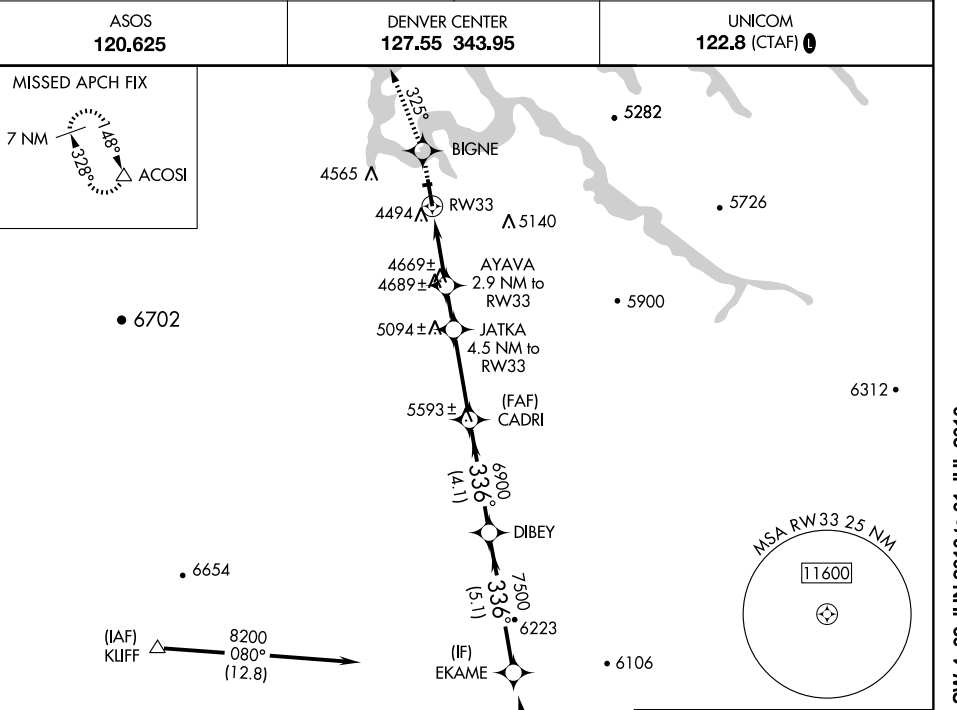 ASOS
120.625
DENVER CENTER
127.55 343.95
UNICOM
122.8 (CTAF) L
MISSED APCH FIX
7 NM
148°
328°
ACOSI
325°
BIGNE
5282
4565
4494
RW33
5140
5726
4669±
4689±
AYAVA
2.9 NM to
RW33
5900
6702
5094±
JATKA
4.5 NM to
RW33
6312
5593±
(FAF)
CADRI
6900
336°
(4.1)
DIBEY
7500
336°
(5.1)
6223
6654
MSA RW33 25 NM
11600
(IAF)
KLIFF
8200
080°
(12.8)
(IF)
EKAME
6106